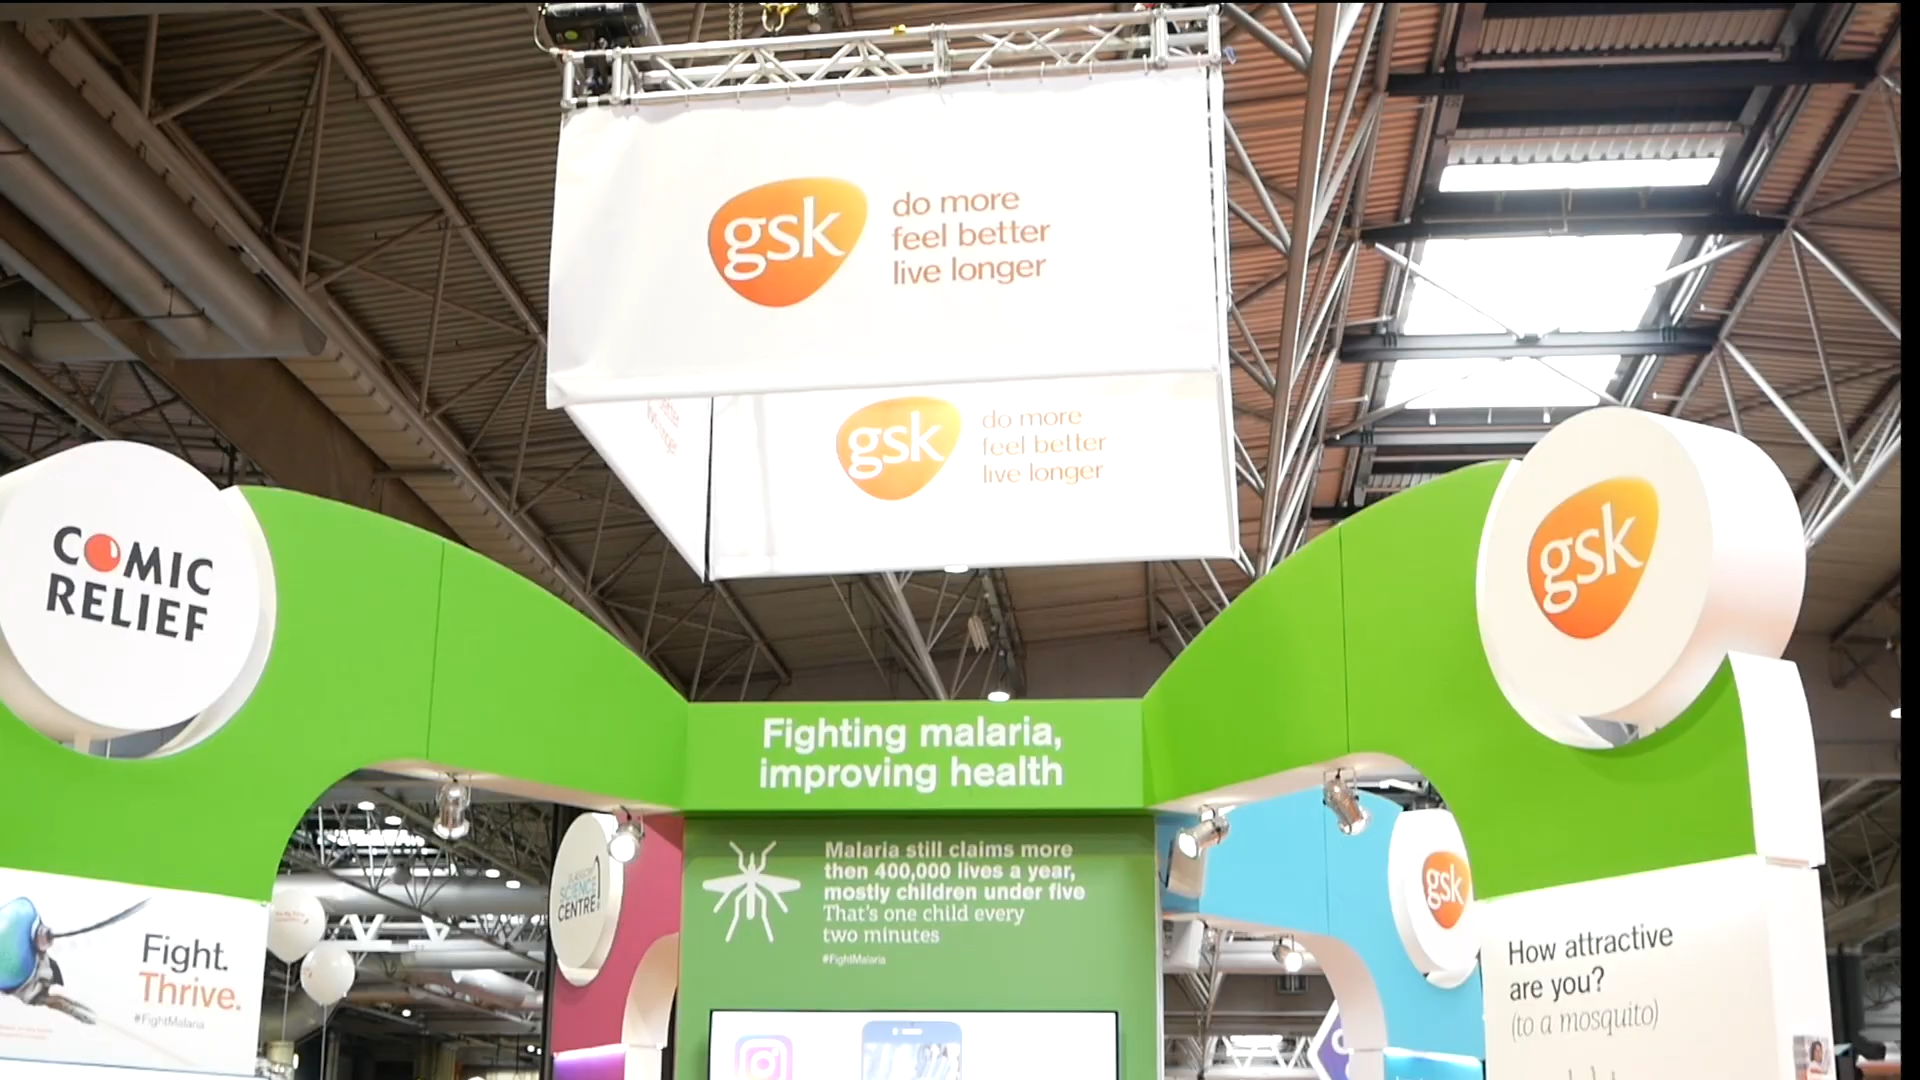 gsk
do more
feel better
live longer
gsk
do more
feel better
live longer
COMIC
RELIEF
gsk
Fighting malaria,
improving health
Malaria still claims more
then 400,000 lives a year,
mostly children under five
That's one child every
two minutes
#FightMalaria
SCIENCE
CENTRE
gsk
Fight.
Thrive.
#FightMalaria
How attractive
are you?
(to a mosquito)